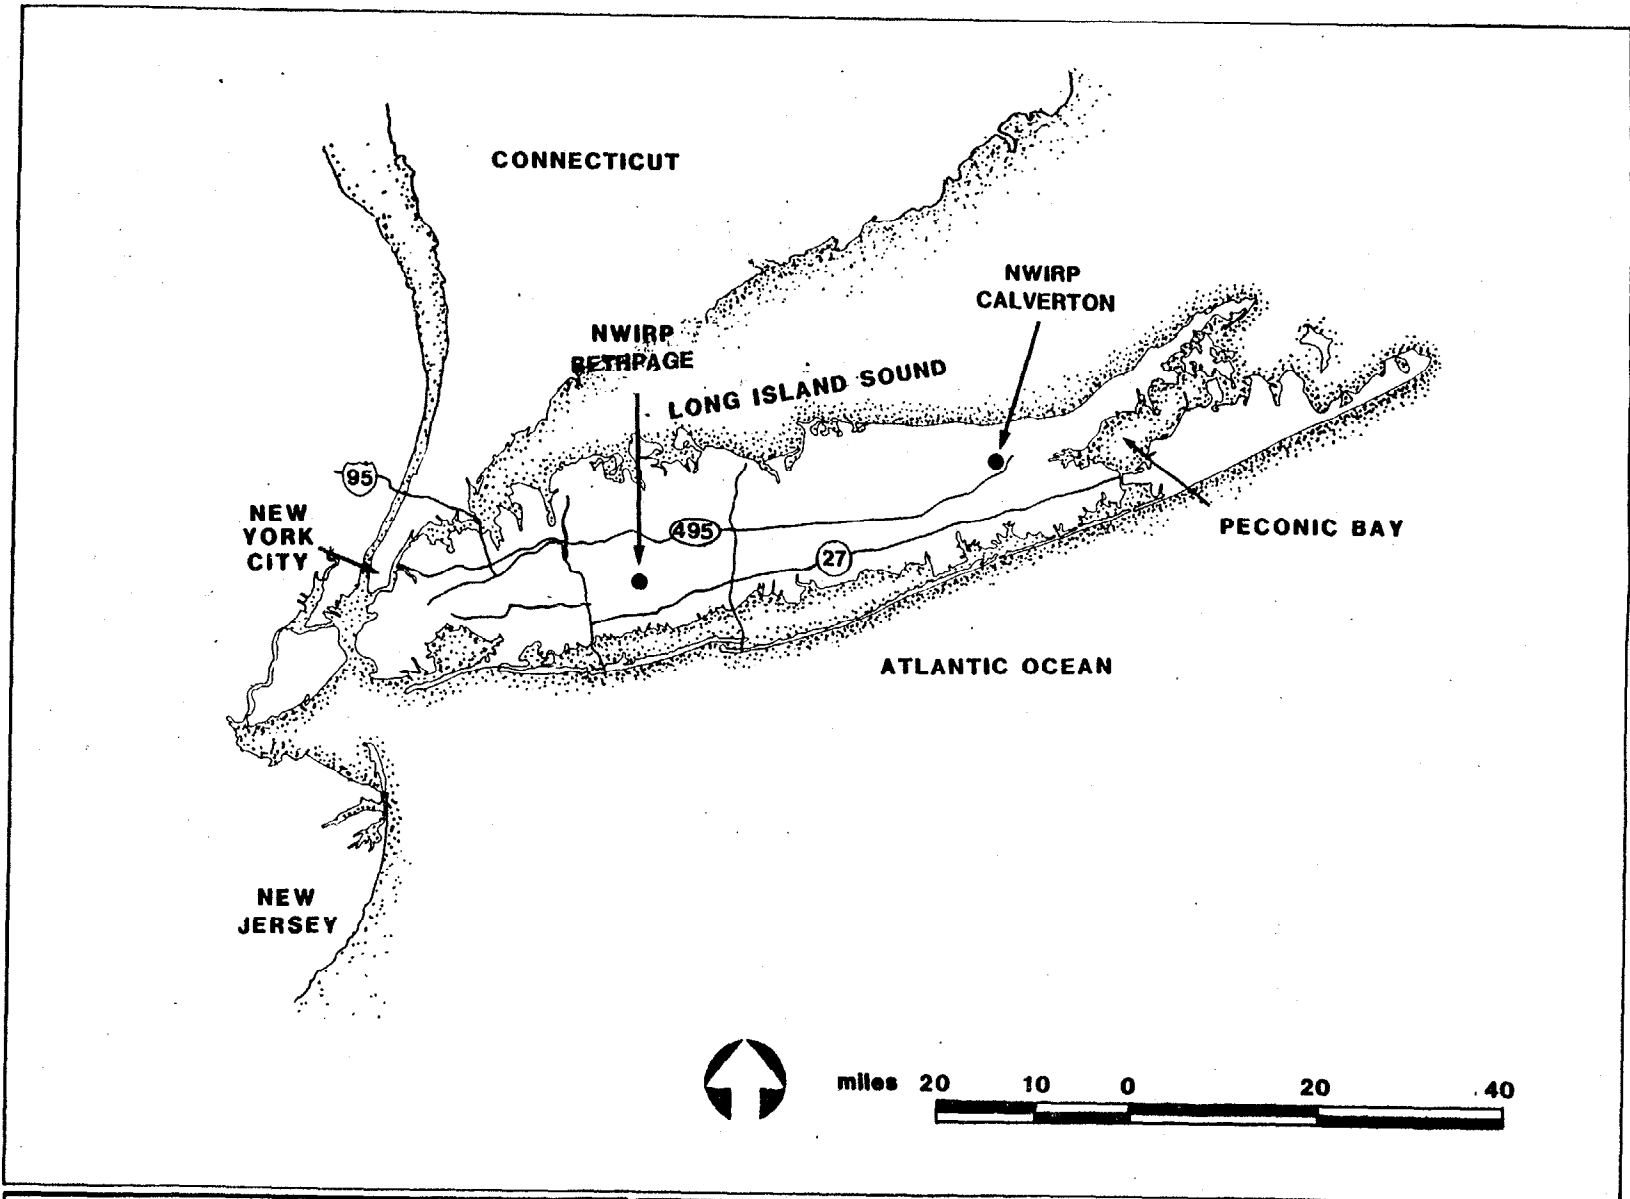 CONNECTICUT
NWIRP
CALVERTON
NWIRP
BETHPAGE
LONG ISLAND SOUND
95
NEW
YORK
CITY
495
27
PECONIC BAY
ATLANTIC OCEAN
NEW
JERSEY
miles 20 10 0 20 40